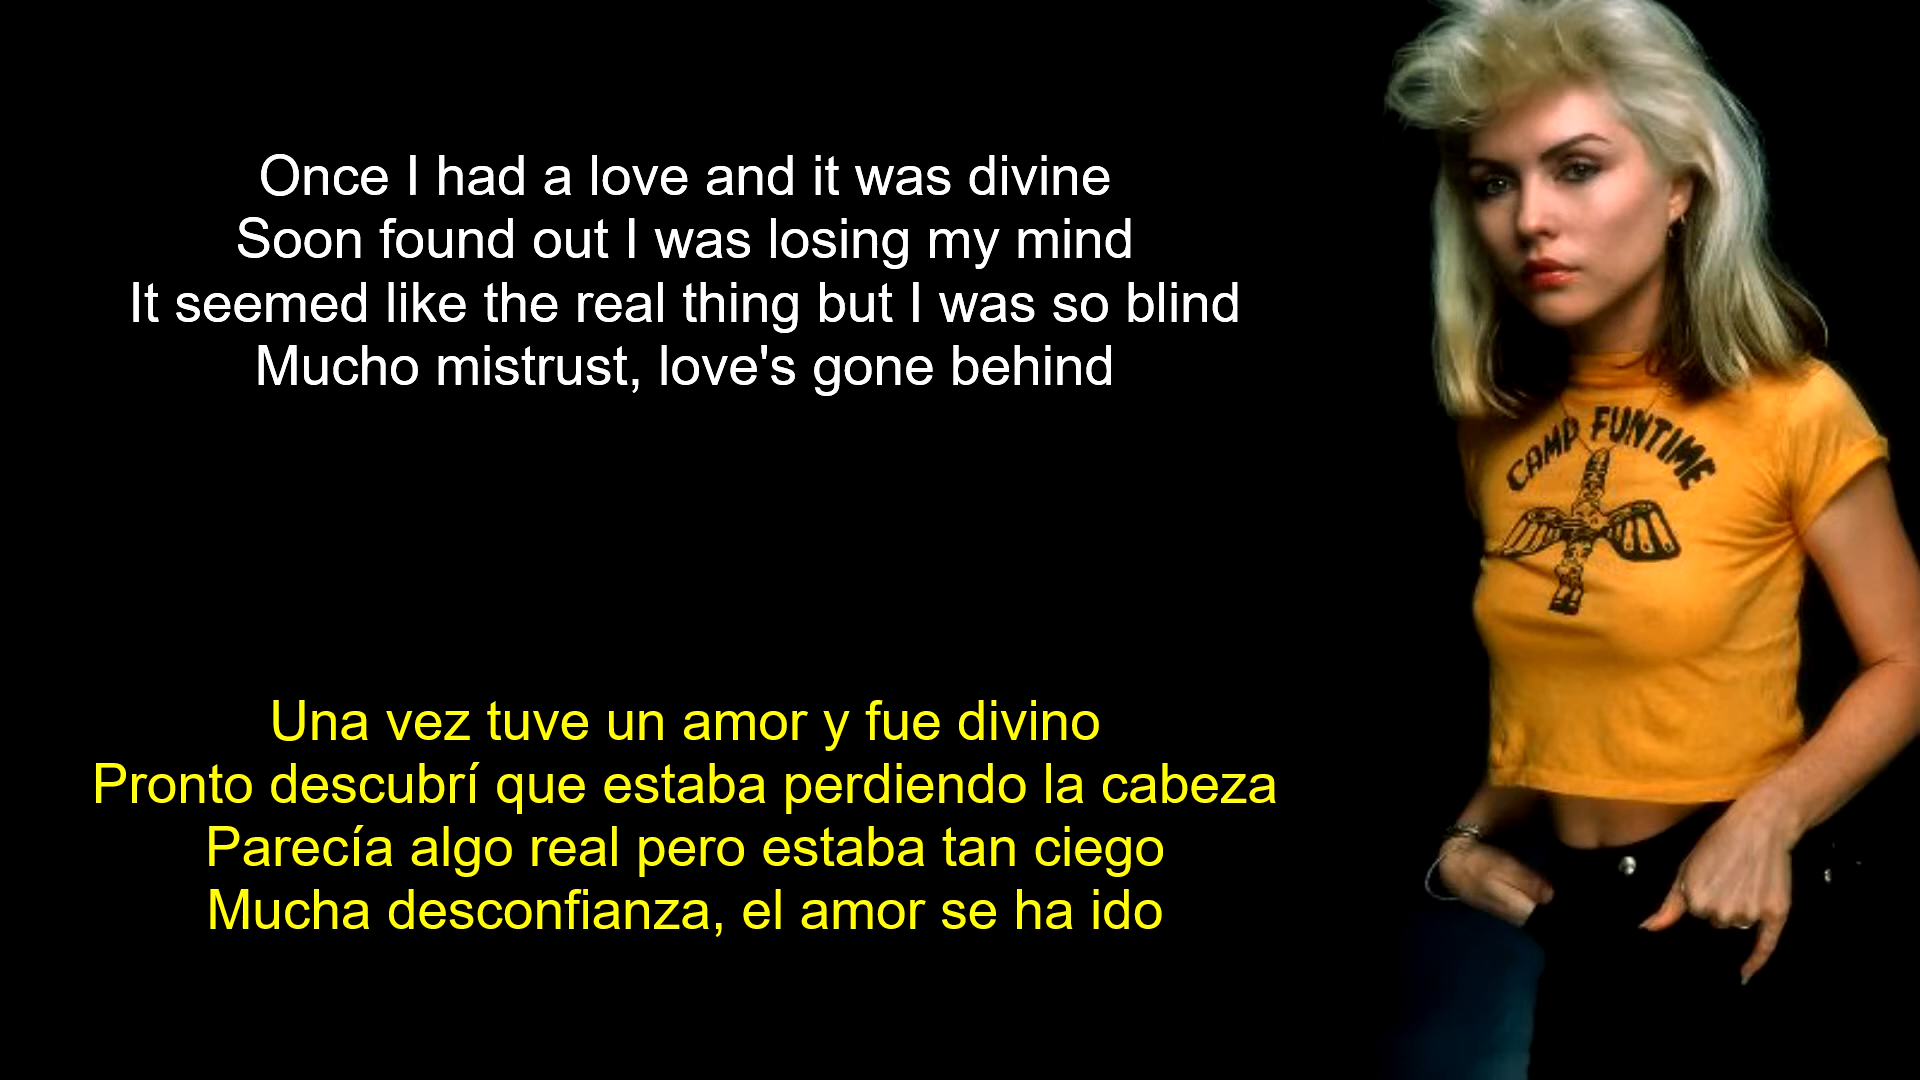 Once I had a love and it was divine
Soon found out I was losing my mind
It seemed like the real thing but I was so blind
Mucho mistrust, love's gone behind
CAMP FUNTIME
Una vez tuve un amor y fue divino
Pronto descubrí que estaba perdiendo la cabeza
Parecía algo real pero estaba tan ciego
Mucha desconfianza, el amor se ha ido